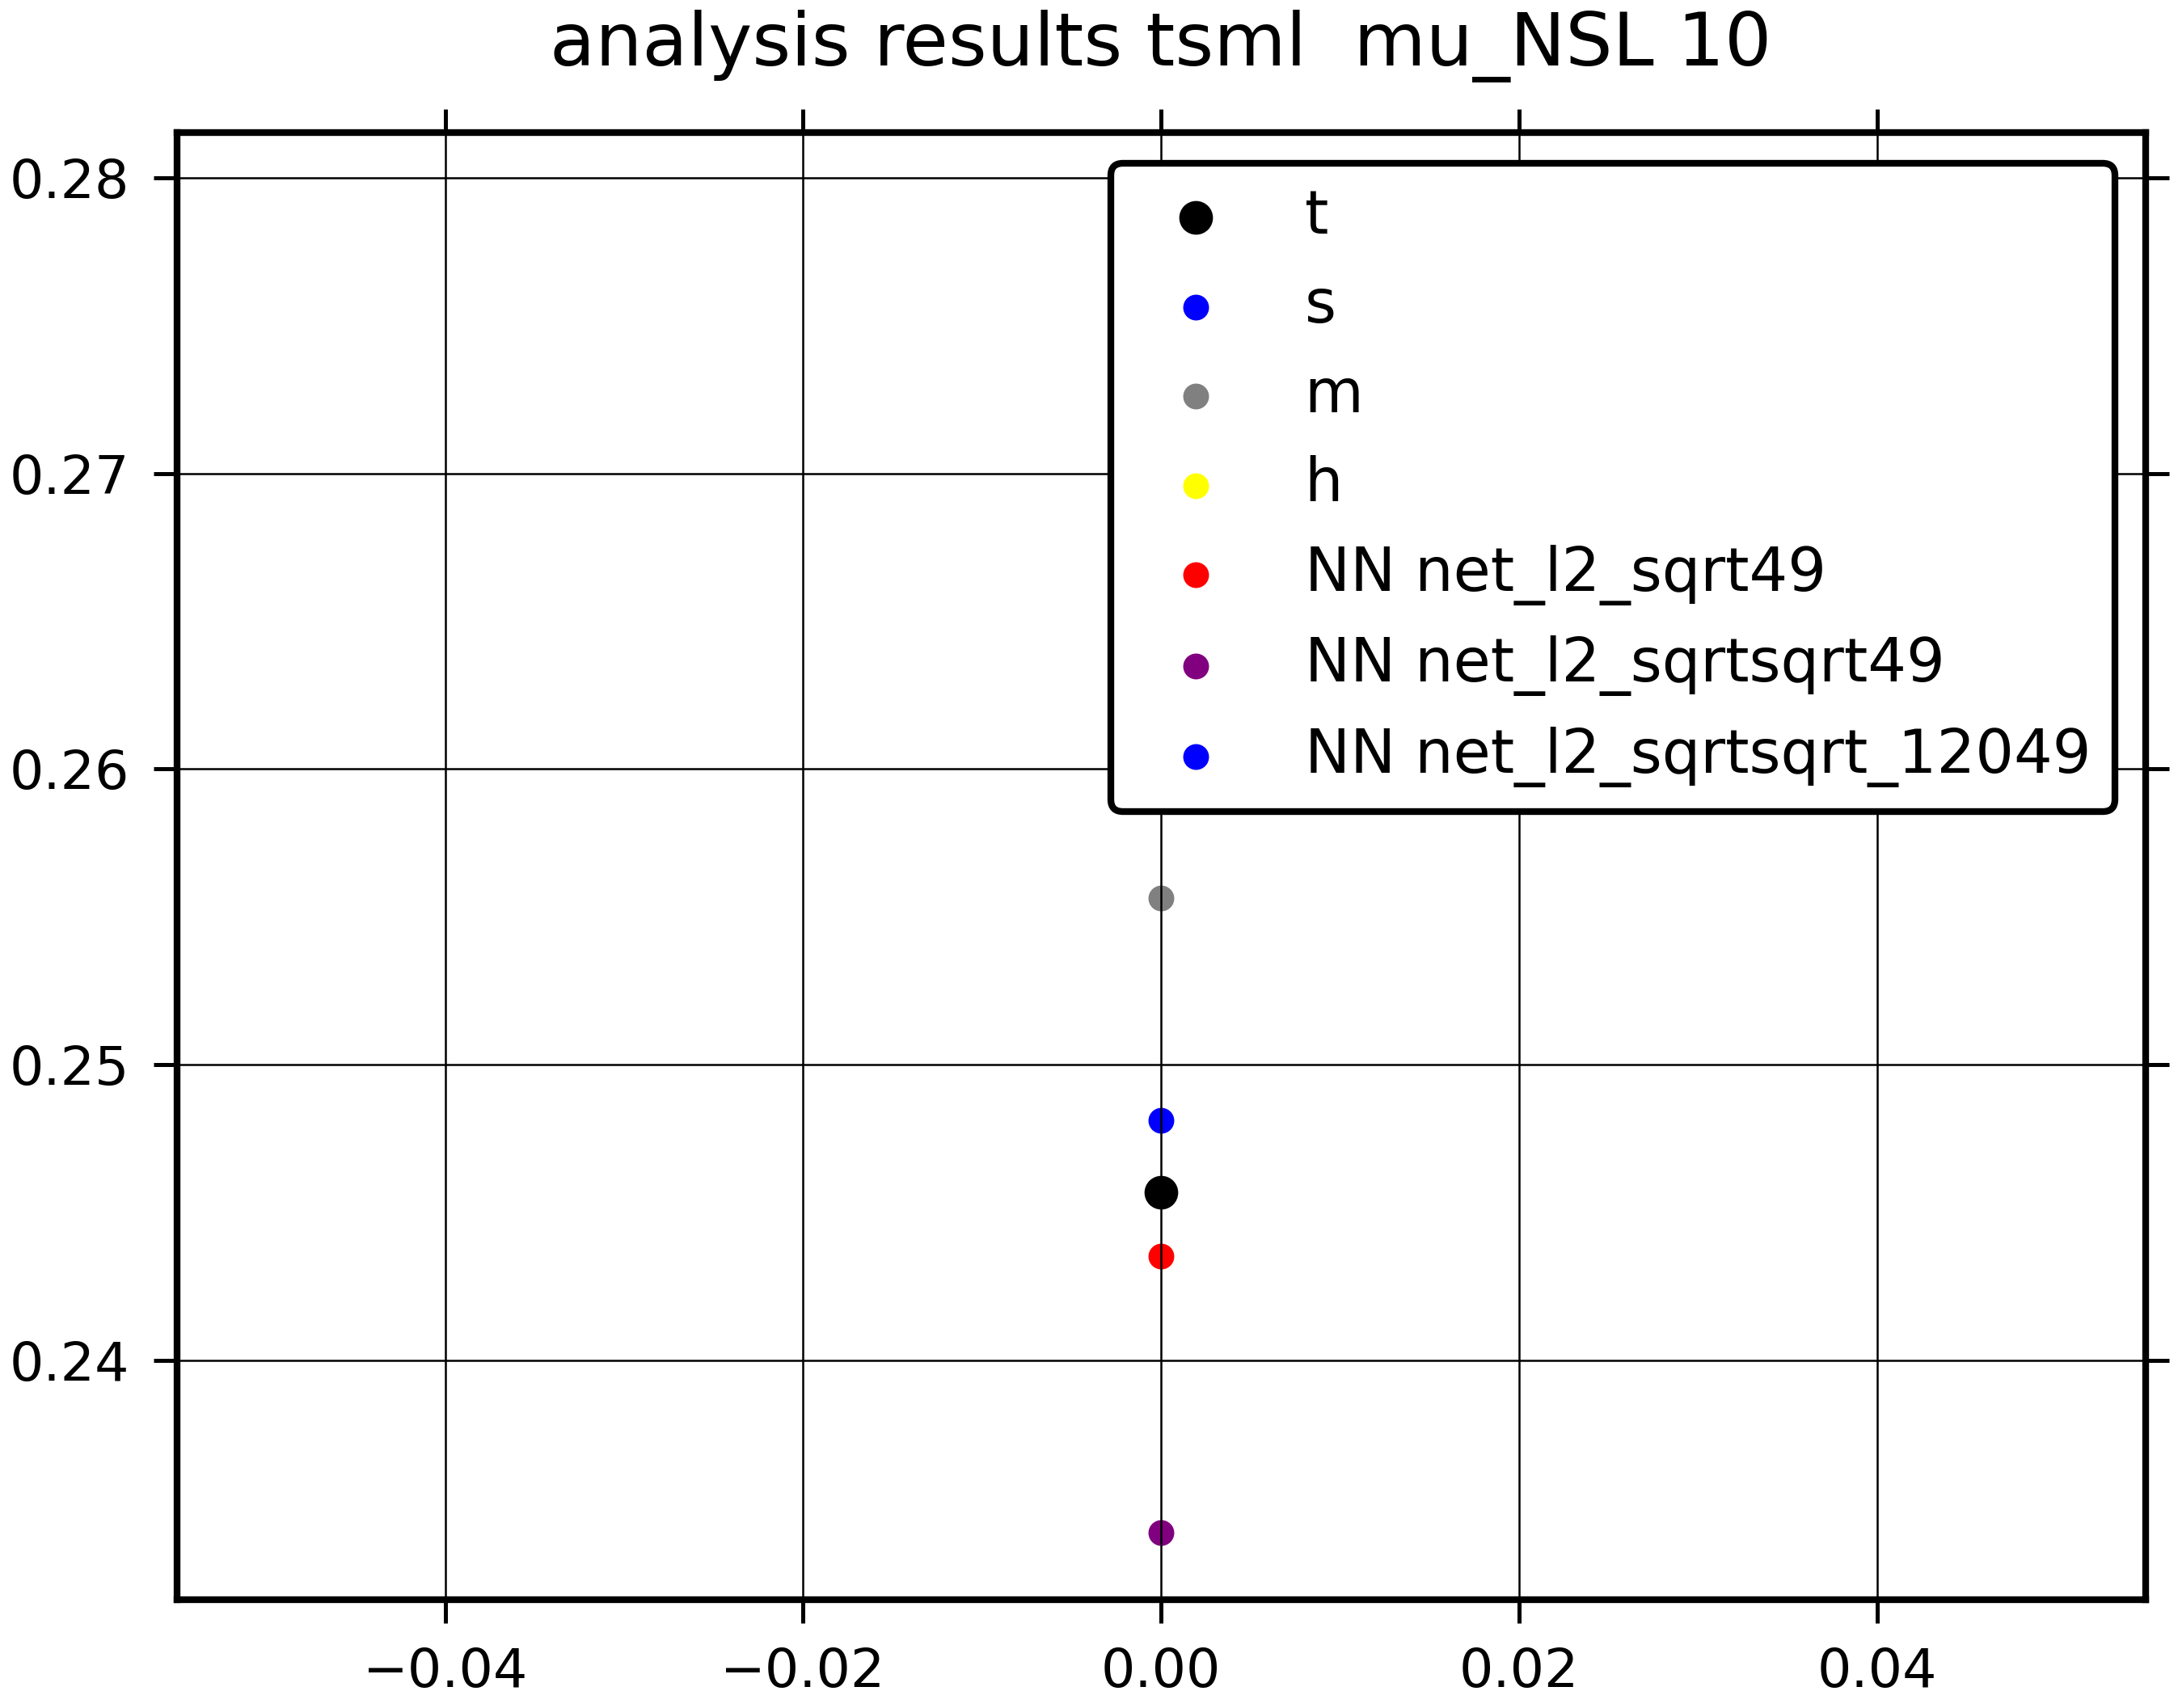 analysis results tsml  mu_NSL 10
0.28
0.27
0.26
0.25
0.24
t
s
m
h
NN net_l2_sqrt49
NN net_l2_sqrtsqrt49
NN net_l2_sqrtsqrt_12049
−0.04 −0.02 0.00 0.02 0.04